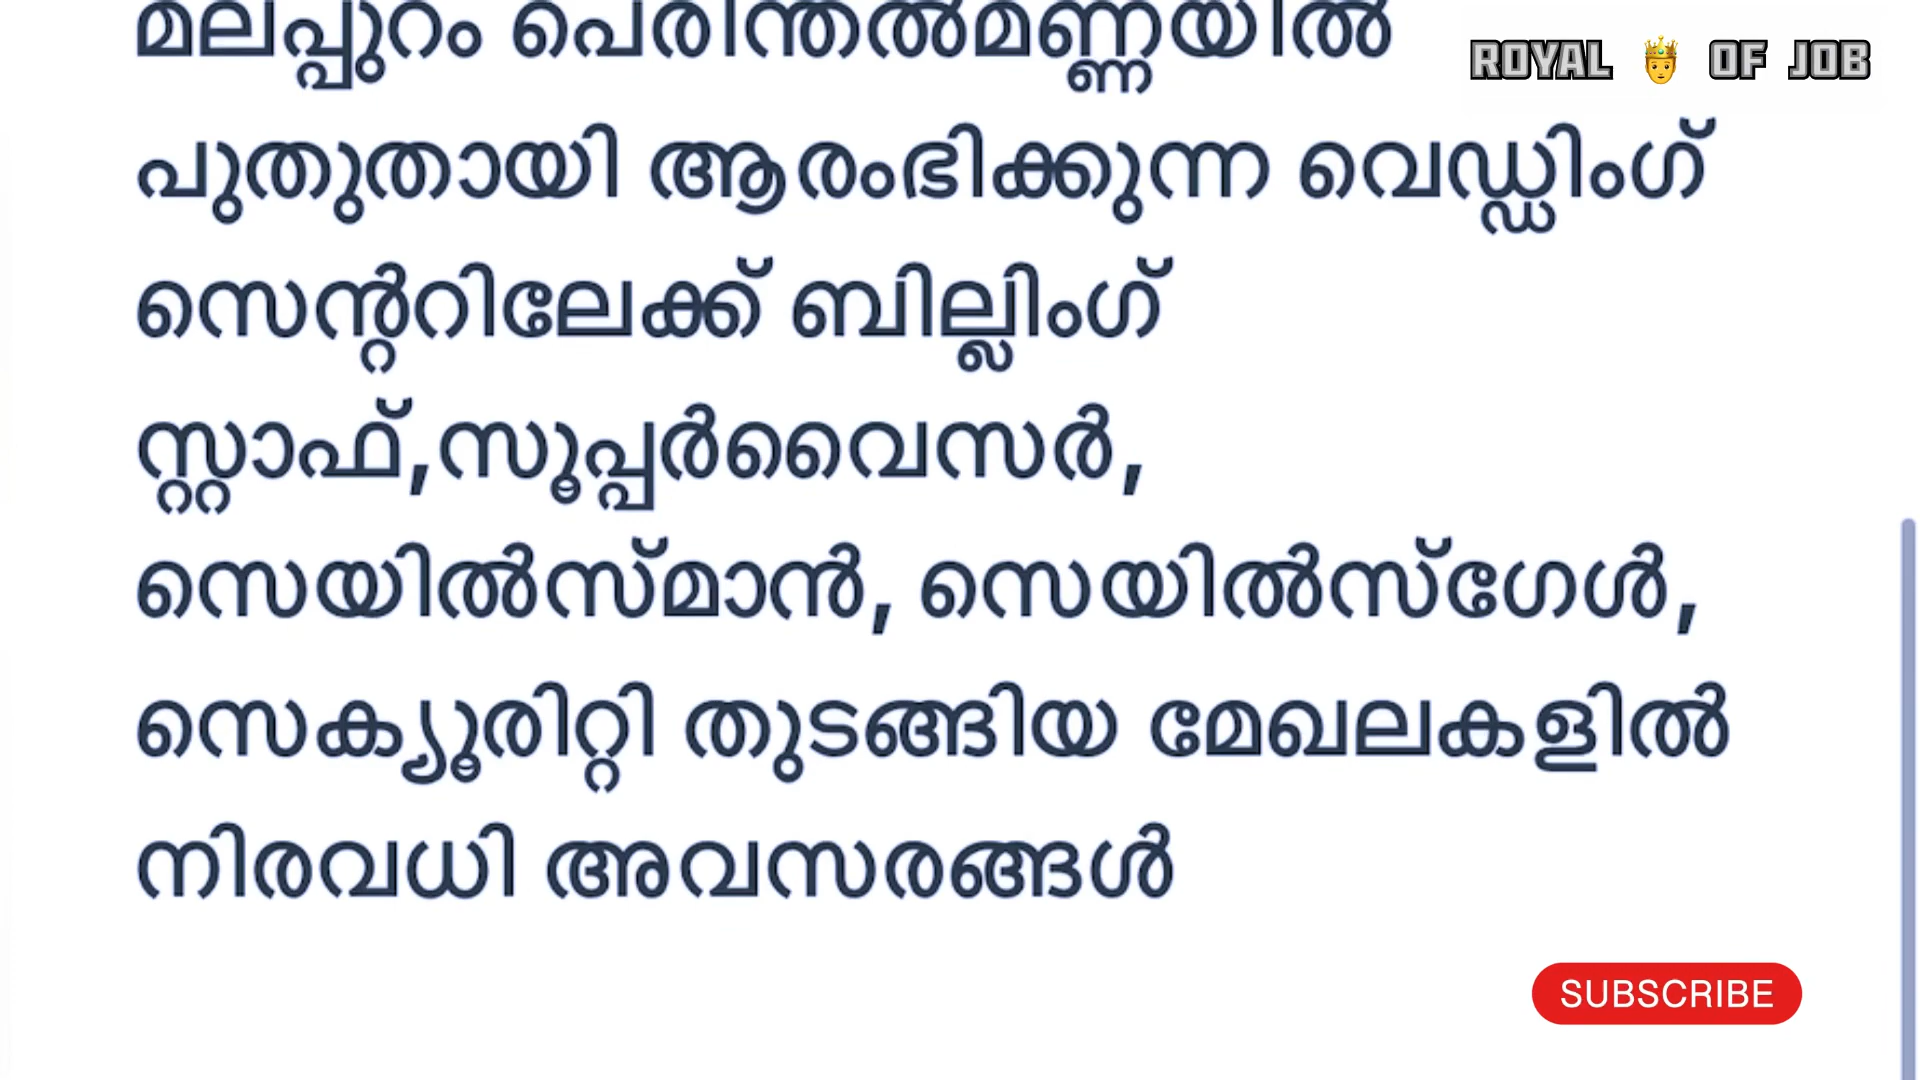 മലപ്പുറം പെരിന്തൽമണ്ണയിൽ
ROYAL OF JOB
പുതുതായി ആരംഭിക്കുന്ന വെഡ്ഡിംഗ്
സെന്ററിലേക്ക് ബില്ലിംഗ്
സ്റ്റാഫ്,സൂപ്പർവൈസർ,
സെയിൽസ്മാൻ, സെയിൽസ്ഗേൾ,
സെക്യൂരിറ്റി തുടങ്ങിയ മേഖലകളിൽ
നിരവധി അവസരങ്ങൾ
SUBSCRIBE